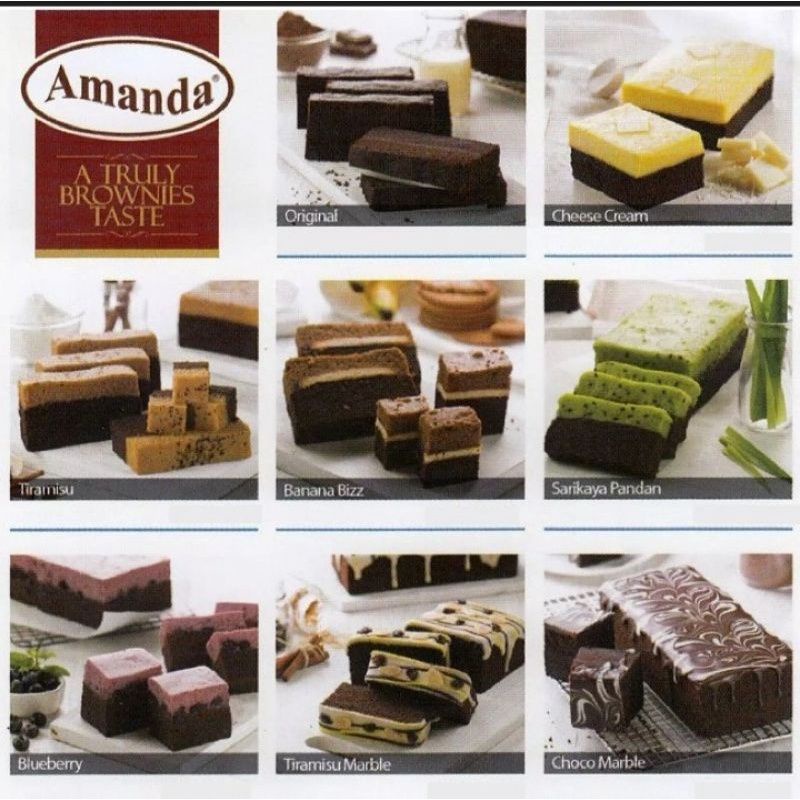 Amanda®
A TRULY
BROWNIES
TASTE
Original
Cheese Cream
Tiramisu
Banana Bizz
Sarikaya Pandan
Blueberry
Tiramisu Marble
Choco Marble